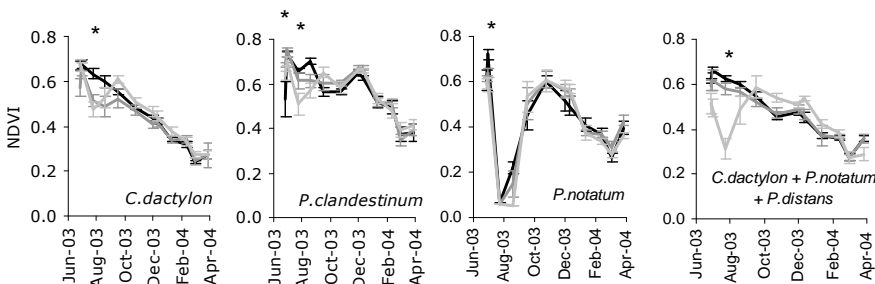 * * * * *
0.8 0.8 0.8 0.8
0.6 0.6 0.6 0.6
0.4 0.4 0.4 0.4
0.2 0.2 0.2 0.2
0.0 0.0 0.0 0.0
NDVI
C.dactylon
P.clandestinum
P.notatum
C.dactylon + P.notatum
+ P.distans
Jun-03 Aug-03 Oct-03 Dec-03 Feb-04 Apr-04
Jun-03 Aug-03 Oct-03 Dec-03 Feb-04 Apr-04
Jun-03 Aug-03 Oct-03 Dec-03 Feb-04 Apr-04
Jun-03 Aug-03 Oct-03 Dec-03 Feb-04 Apr-04